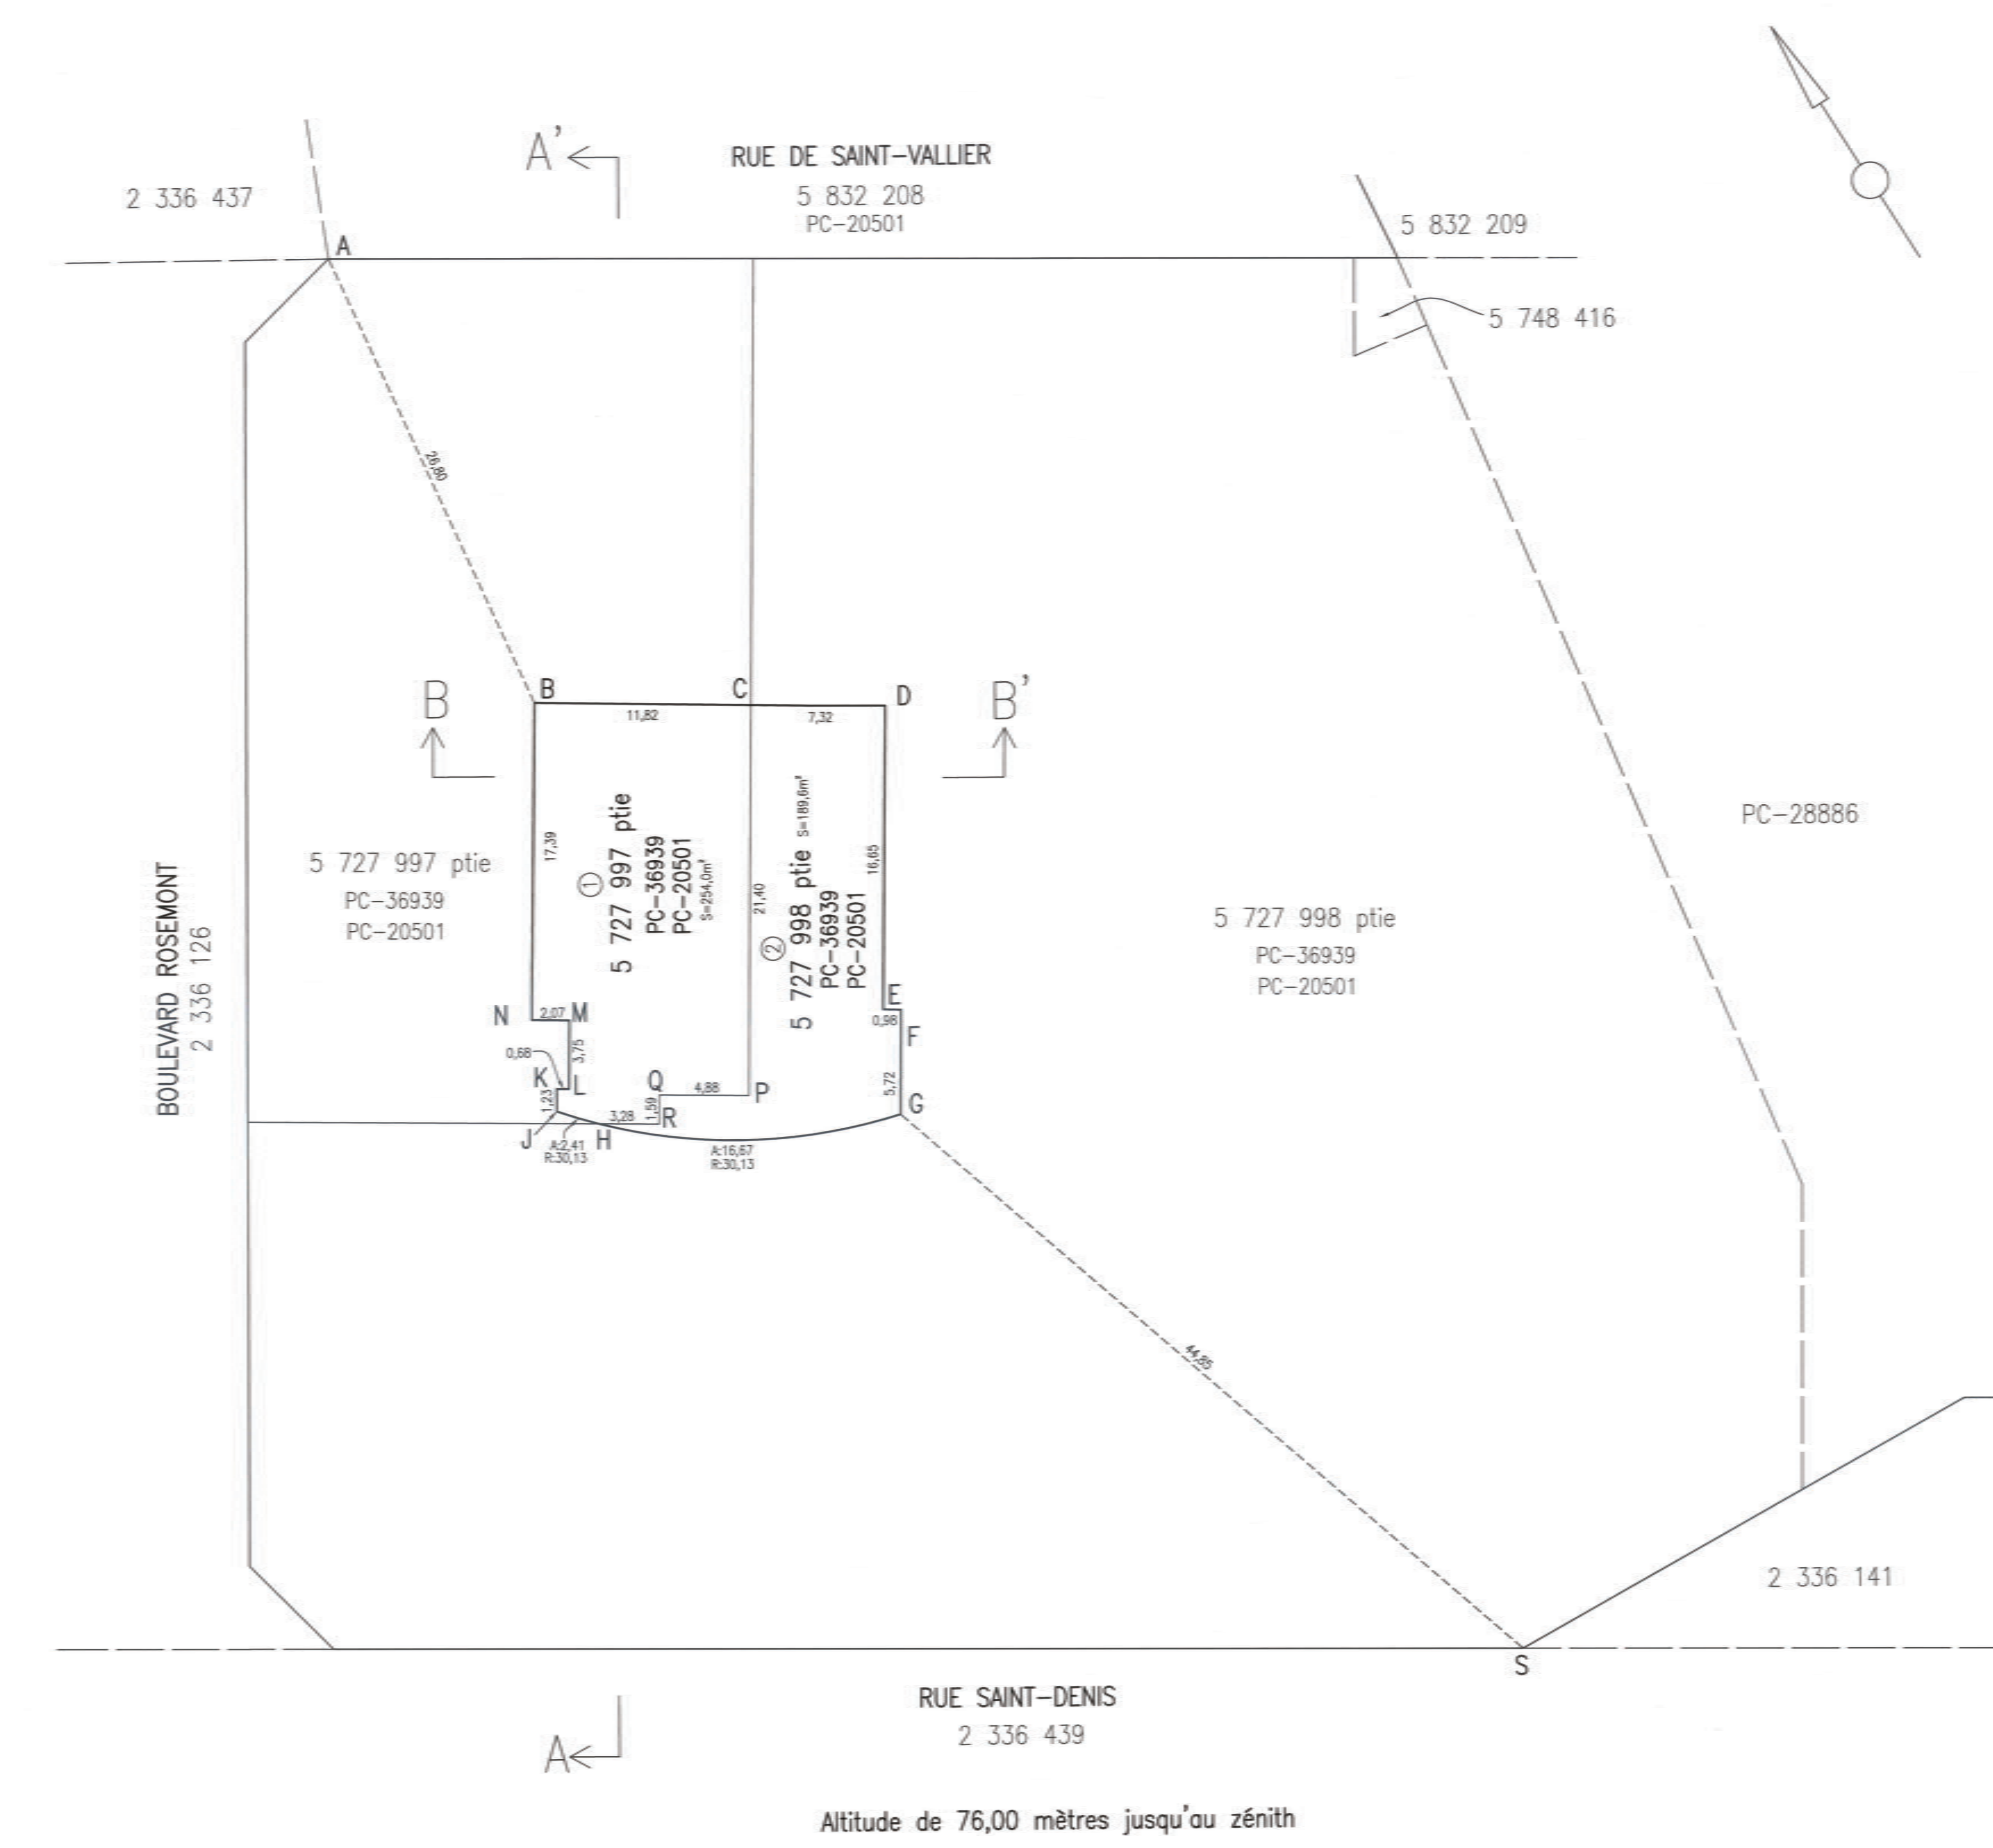 A'
RUE DE SAINT-VALLIER
5 832 208
PC-20501
2 336 437
5 832 209
A
5 748 416
26,80
B
B
C
D
B'
11,82
7,32
17,39
1
5 727 997 ptie
PC-36939
PC-20501
S=254,0m²
21,40
2
5 727 998 ptie S=189,6m²
PC-36939
PC-20501
16,65
PC-28886
5 727 997 ptie
PC-36939
PC-20501
BOULEVARD ROSEMONT
2 336 126
5 727 998 ptie
PC-36939
PC-20501
N
2,07
M
E
0,98
F
0,68
3,75
K
L
Q
4,88
P
5,72
G
1,23
1,59
3,28
R
J
H
A:2,41
R:30,13
A:16,67
R:30,13
44,85
2 336 141
S
RUE SAINT-DENIS
2 336 439
A
Altitude de 76,00 mètres jusqu'au zénith